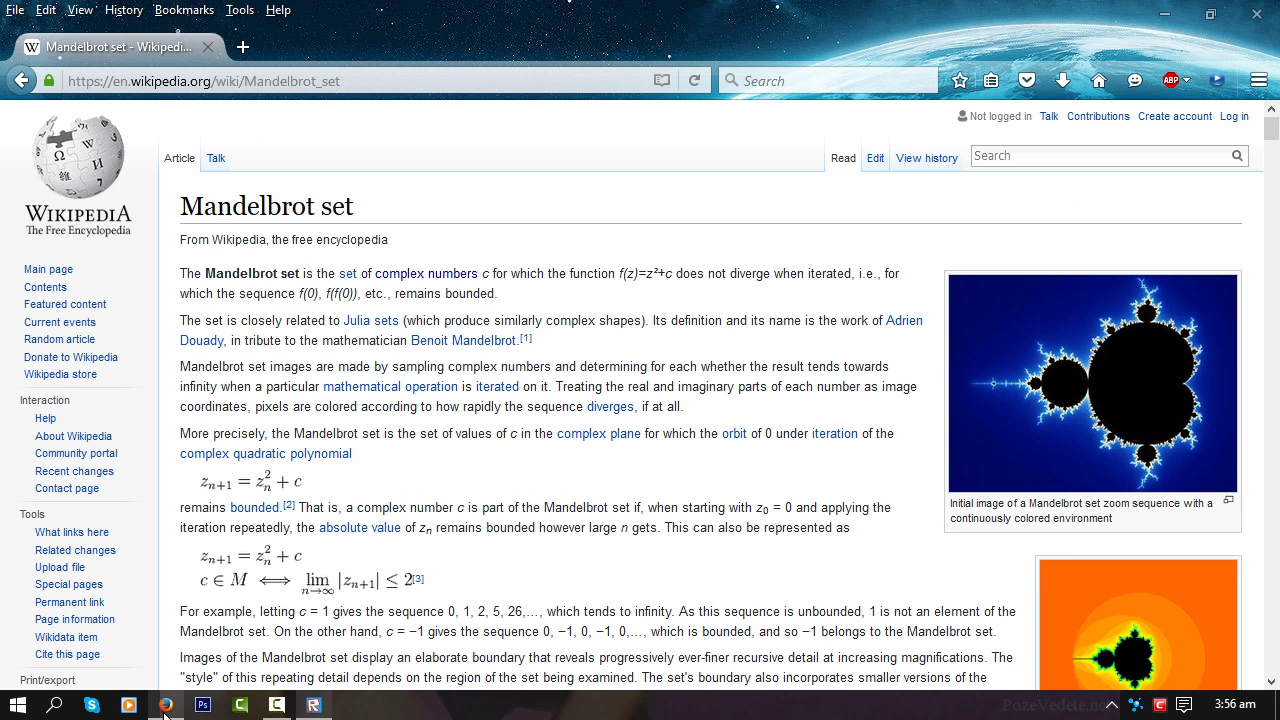 File Edit View History Bookmarks Tools Help
Mandelbrot set - Wikipedi...
https://en.wikipedia.org/wiki/Mandelbrot_set
Search
ABP
Not logged in Talk Contributions Create account Log in
Article Talk
Read Edit View history
Search
WIKIPEDIA
The Free Encyclopedia
Main page
Contents
Featured content
Current events
Random article
Donate to Wikipedia
Wikipedia store
Interaction
Help
About Wikipedia
Community portal
Recent changes
Contact page
Tools
What links here
Related changes
Upload file
Special pages
Permanent link
Page information
Wikidata item
Cite this page
Print/export
Mandelbrot set
From Wikipedia, the free encyclopedia
The Mandelbrot set is the set of complex numbers c for which the function f(z)=z²+c does not diverge when iterated, i.e., for
which the sequence f(0), f(f(0)), etc., remains bounded.
The set is closely related to Julia sets (which produce similarly complex shapes). Its definition and its name is the work of Adrien
Douady, in tribute to the mathematician Benoit Mandelbrot.[1]
Mandelbrot set images are made by sampling complex numbers and determining for each whether the result tends towards
infinity when a particular mathematical operation is iterated on it. Treating the real and imaginary parts of each number as image
coordinates, pixels are colored according to how rapidly the sequence diverges, if at all.
More precisely, the Mandelbrot set is the set of values of c in the complex plane for which the orbit of 0 under iteration of the
complex quadratic polynomial
zₙ₊₁ = zₙ² + c
remains bounded.[2] That is, a complex number c is part of the Mandelbrot set if, when starting with z₀ = 0 and applying the
iteration repeatedly, the absolute value of zₙ remains bounded however large n gets. This can also be represented as
zₙ₊₁ = zₙ² + c
c ∈ M ⟺ lim n→∞ |zₙ₊₁| ≤ 2[3]
For example, letting c = 1 gives the sequence 0, 1, 2, 5, 26,…, which tends to infinity. As this sequence is unbounded, 1 is not an element of the
Mandelbrot set. On the other hand, c = −1 gives the sequence 0, −1, 0, −1, 0,…, which is bounded, and so −1 belongs to the Mandelbrot set.
Images of the Mandelbrot set display an elaborate boundary that reveals progressively ever-finer recursive detail at increasing magnifications. The
"style" of this repeating detail depends on the region of the set being examined. The set's boundary also incorporates smaller versions of the
Initial image of a Mandelbrot set zoom sequence with a
continuously colored environment
Ps
PozeVedete.ne
3:56 am